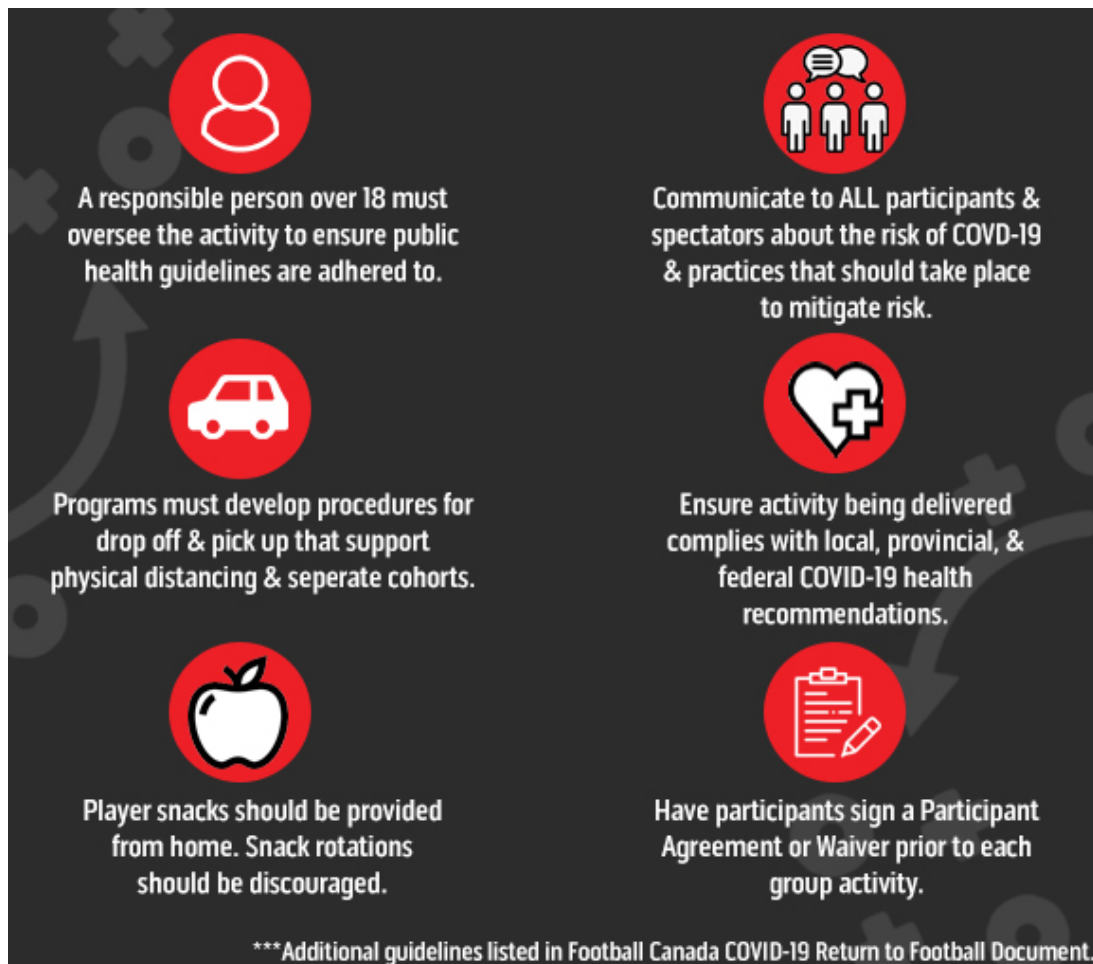 A responsible person over 18 must
oversee the activity to ensure public
health guidelines are adhered to.
Communicate to ALL participants &
spectators about the risk of COVD-19
& practices that should take place
to mitigate risk.
Programs must develop procedures for
drop off & pick up that support
physical distancing & seperate cohorts.
Ensure activity being delivered
complies with local, provincial, &
federal COVID-19 health
recommendations.
Player snacks should be provided
from home. Snack rotations
should be discouraged.
Have participants sign a Participant
Agreement or Waiver prior to each
group activity.
***Additional guidelines listed in Football Canada COVID-19 Return to Football Document.